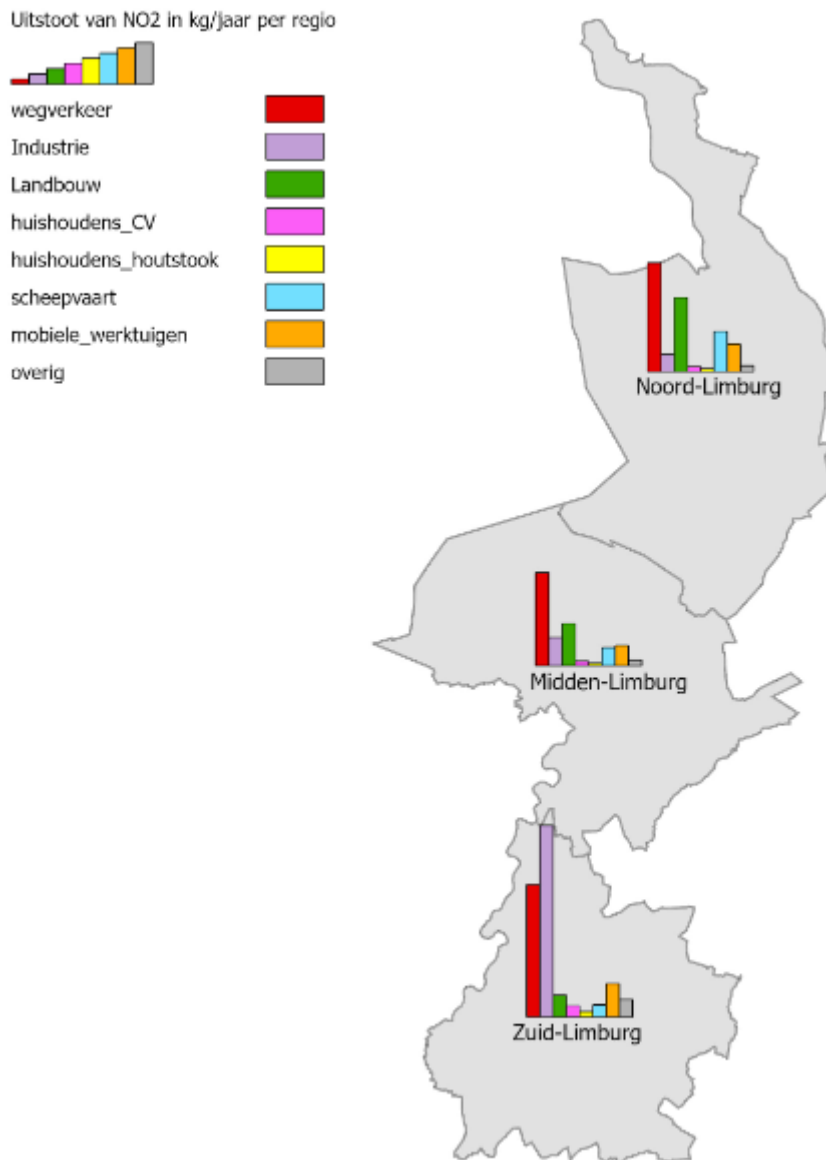 Uitstoot van NO2 in kg/jaar per regio
wegverkeer
Industrie
Landbouw
huishoudens_CV
huishoudens_houtstook
scheepvaart
mobiele_werktuigen
overig
Noord-Limburg
Midden-Limburg
Zuid-Limburg